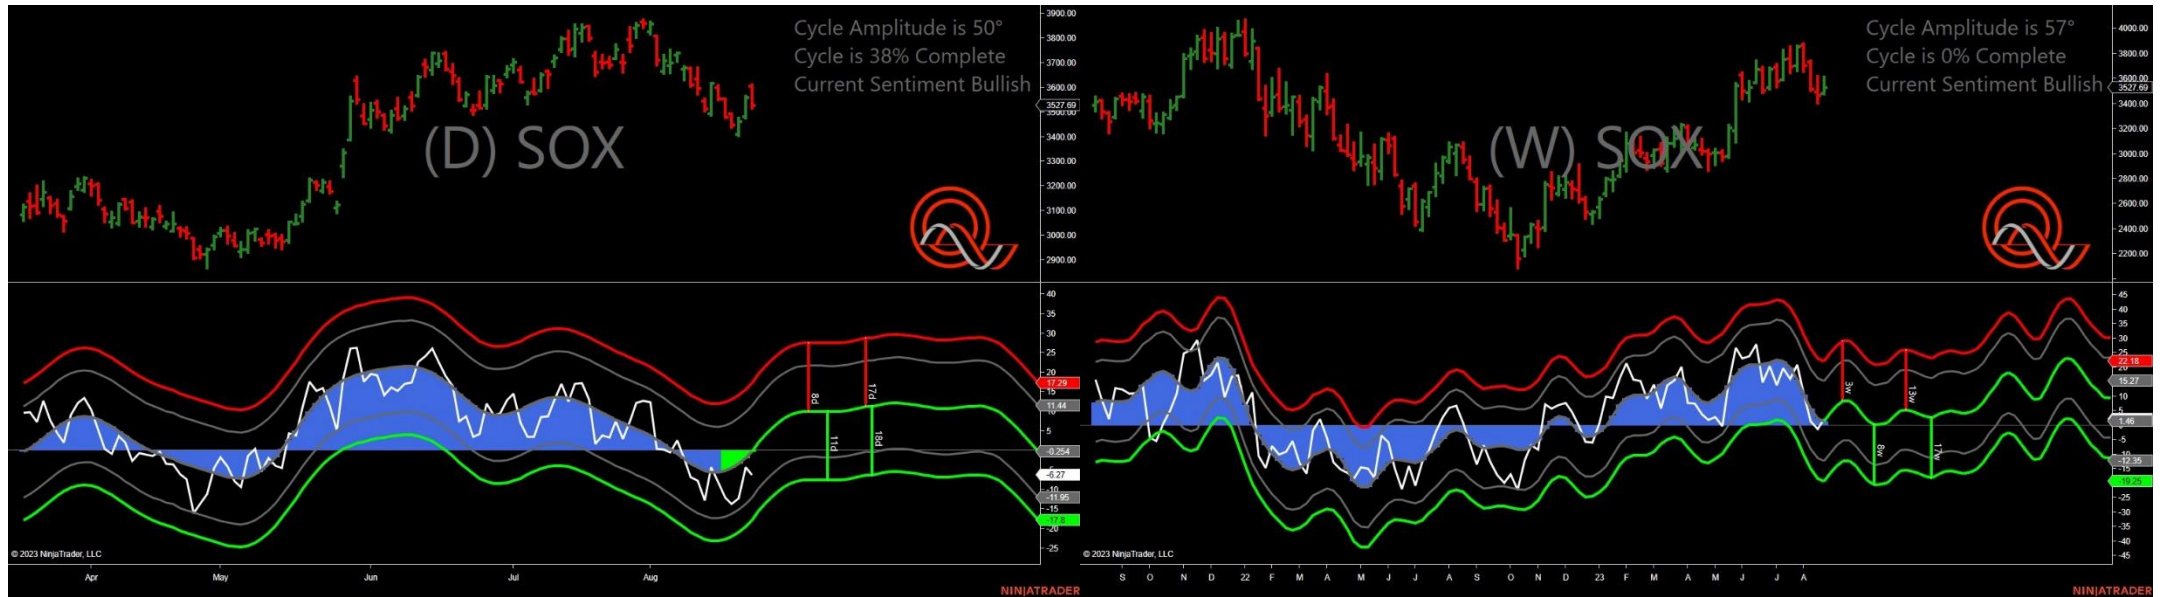 Cycle Amplitude is 50°
Cycle is 38% Complete
Current Sentiment Bullish
(D) SOX
3900.00
3800.00
3700.00
3600.00
3527.69
3500.00
3400.00
3300.00
3200.00
3100.00
3000.00
2900.00
40
35
30
25
20
17.29
15
11.44
10
5
-0.254
-6.27
-10
-11.95
-15
-17.8
-20
-25
8d
11d
17d
18d
© 2023 NinjaTrader, LLC
Apr May Jun Jul Aug
NINJATRADER
Cycle Amplitude is 57°
Cycle is 0% Complete
Current Sentiment Bullish
(W) SOX
4000.00
3800.00
3600.00
3527.69
3400.00
3200.00
3000.00
2800.00
2600.00
2400.00
2200.00
45
40
35
30
25
22.18
20
15.27
10
5
1.46
-5
-12.35
-15
-19.25
-25
-30
-35
-40
-45
3w
8w
13w
17w
© 2023 NinjaTrader, LLC
S O N D 22 F M A M J J A S O N D 23 F M A M J J A
NINJATRADER